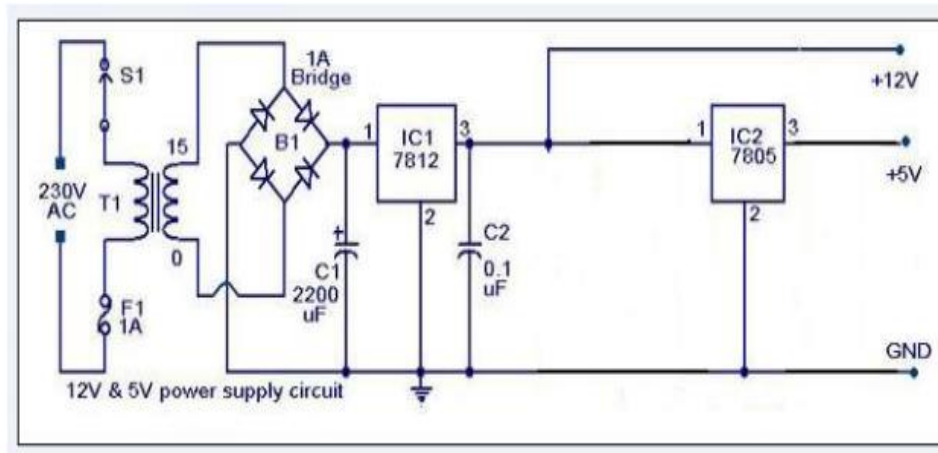 S1
230V
AC
T1
15
0
F1
1A
1A
Bridge
B1
1
IC1
7812
3
2
+
C1
2200
uF
C2
0.1
uF
1
IC2
7805
3
2
+12V
+5V
GND
12V & 5V power supply circuit